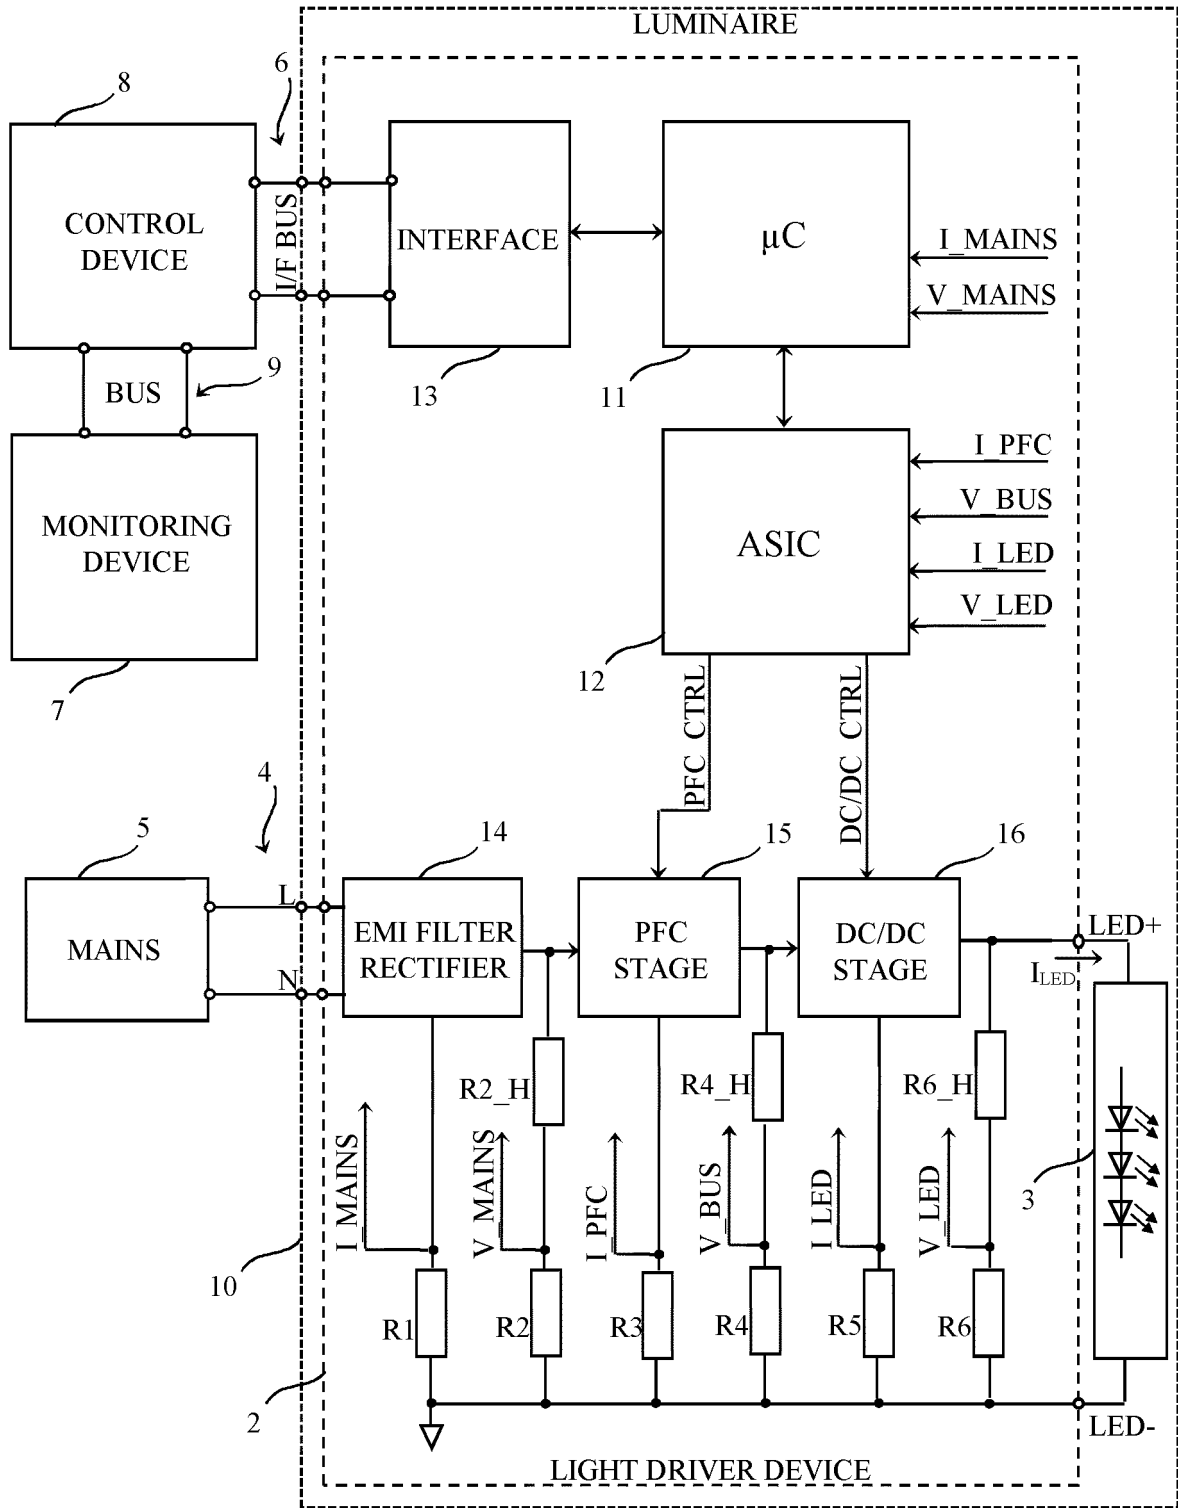 LUMINAIRE
8
6
CONTROL
DEVICE
I/F BUS
INTERFACE
µC
I_MAINS
V_MAINS
13
11
BUS
9
MONITORING
DEVICE
7
ASIC
I_PFC
V_BUS
I_LED
V_LED
12
PFC_CTRL
DC/DC_CTRL
4
5
MAINS
L
N
14
EMI FILTER
RECTIFIER
15
PFC
STAGE
16
DC/DC
STAGE
LED+
I LED
R2_H
R4_H
R6_H
I_MAINS
V_MAINS
I_PFC
V_BUS
I_LED
V_LED
3
10
R1
R2
R3
R4
R5
R6
2
LED-
LIGHT DRIVER DEVICE